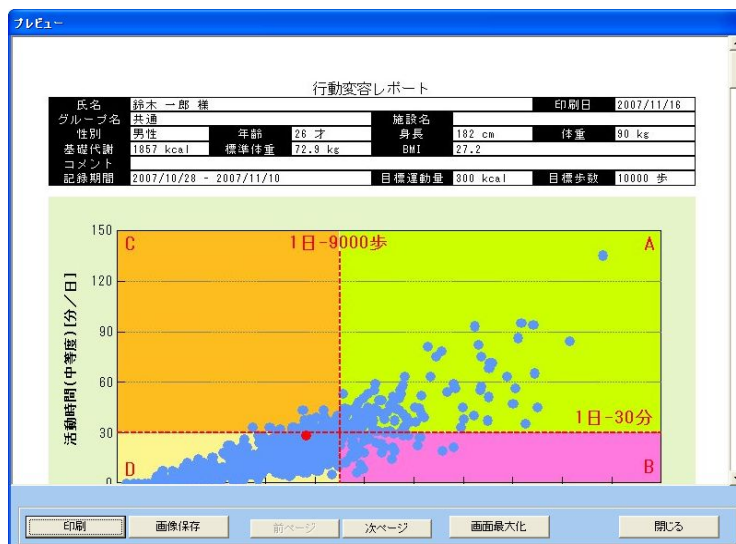 プレビュー
行動変容レポート
氏名 鈴木 一郎 様 印刷日 2007/11/16
グループ名 共通 施設名
性別 男性 年齢 26 才 身長 182 cm 体重 90 kg
基礎代謝 1857 kcal 標準体重 72.9 kg BMI 27.2
コメント
記録期間 2007/10/28 - 2007/11/10 目標運動量 300 kcal 目標歩数 10000 歩
150 C 1日-9000歩 A
120
90
60
活動時間(中等度)[分/日]
1日-30分
30
D B
0
印刷 画像保存 前ページ 次ページ 画面最大化 閉じる